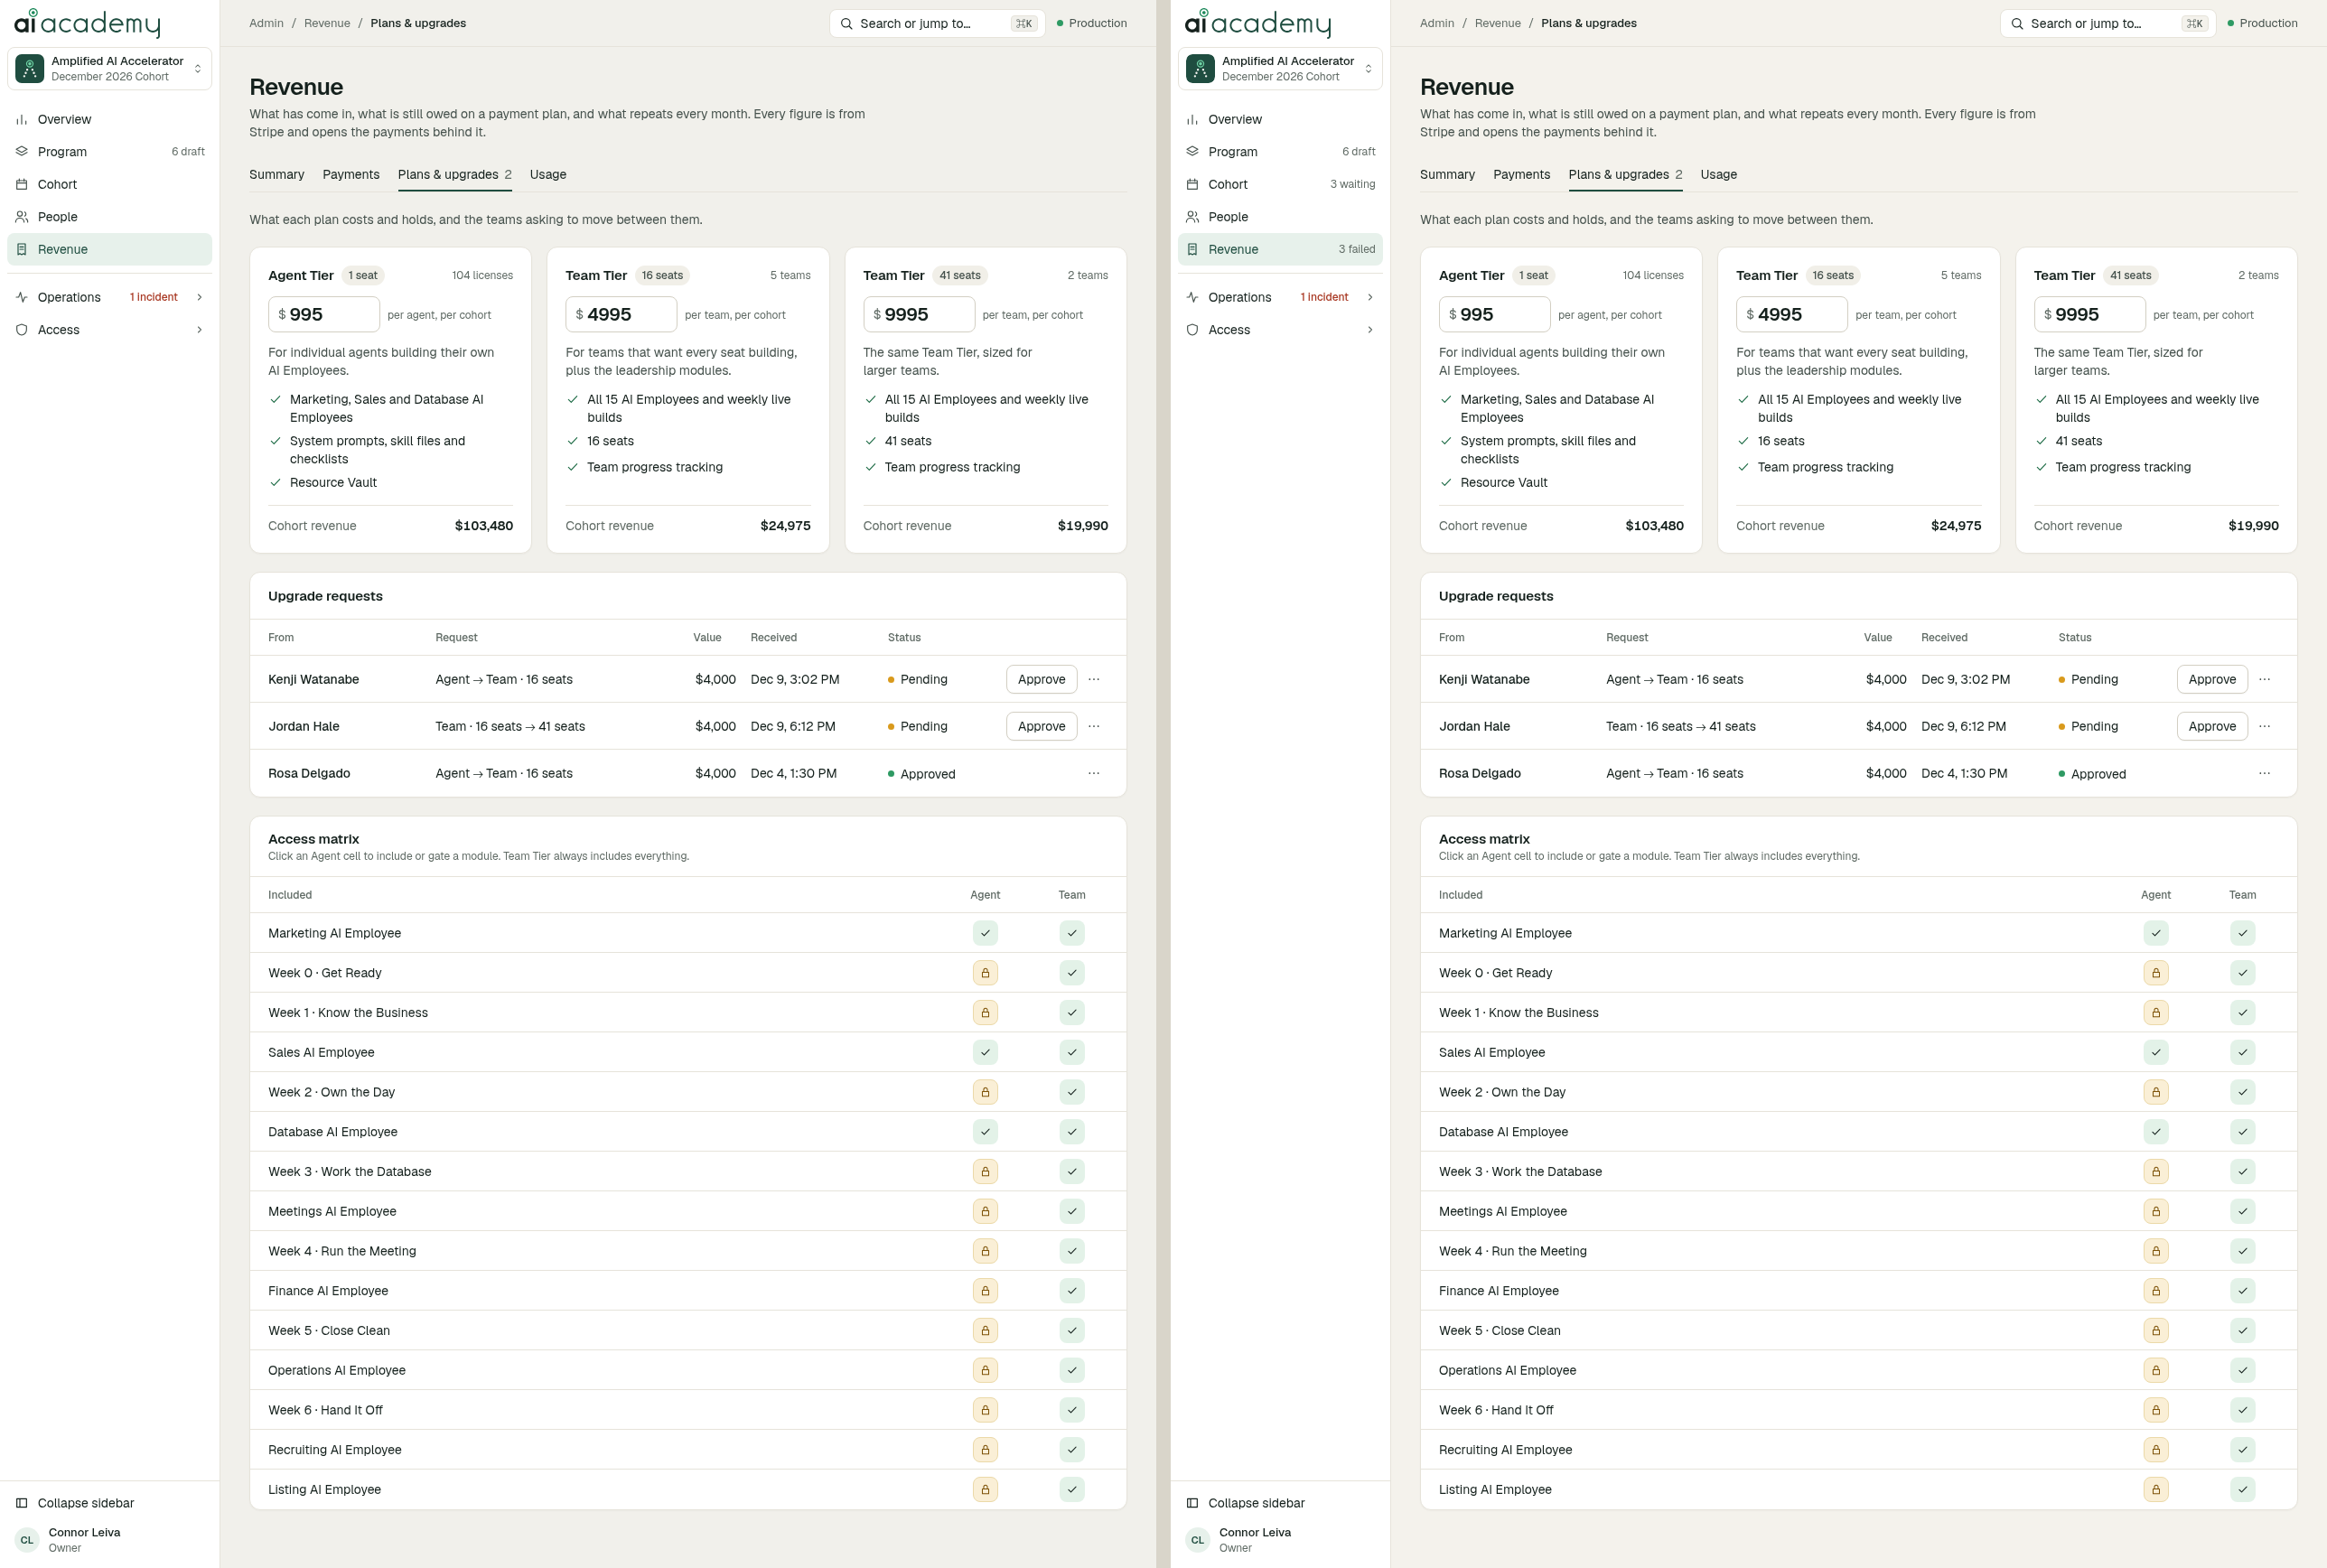 ai academy
Amplified AI Accelerator
December 2026 Cohort
Overview
Program 6 draft
Cohort
People
Revenue
Operations 1 incident
Access
Collapse sidebar
CL
Connor Leiva
Owner
Admin / Revenue / Plans & upgrades
Search or jump to... ⌘K
Production
Revenue
What has come in, what is still owed on a payment plan, and what repeats every month. Every figure is from
Stripe and opens the payments behind it.
Summary Payments Plans & upgrades 2 Usage
What each plan costs and holds, and the teams asking to move between them.
Agent Tier 1 seat 104 licenses
$ 995 per agent, per cohort
For individual agents building their own
AI Employees.
Marketing, Sales and Database AI
Employees
System prompts, skill files and
checklists
Resource Vault
Cohort revenue $103,480
Team Tier 16 seats 5 teams
$ 4995 per team, per cohort
For teams that want every seat building,
plus the leadership modules.
All 15 AI Employees and weekly live
builds
16 seats
Team progress tracking
Cohort revenue $24,975
Team Tier 41 seats 2 teams
$ 9995 per team, per cohort
The same Team Tier, sized for
larger teams.
All 15 AI Employees and weekly live
builds
41 seats
Team progress tracking
Cohort revenue $19,990
Upgrade requests
From Request Value Received Status
Kenji Watanabe Agent → Team · 16 seats $4,000 Dec 9, 3:02 PM Pending Approve ···
Jordan Hale Team · 16 seats → 41 seats $4,000 Dec 9, 6:12 PM Pending Approve ···
Rosa Delgado Agent → Team · 16 seats $4,000 Dec 4, 1:30 PM Approved ···
Access matrix
Click an Agent cell to include or gate a module. Team Tier always includes everything.
Included Agent Team
Marketing AI Employee
Week 0 · Get Ready
Week 1 · Know the Business
Sales AI Employee
Week 2 · Own the Day
Database AI Employee
Week 3 · Work the Database
Meetings AI Employee
Week 4 · Run the Meeting
Finance AI Employee
Week 5 · Close Clean
Operations AI Employee
Week 6 · Hand It Off
Recruiting AI Employee
Listing AI Employee
ai academy
Amplified AI Accelerator
December 2026 Cohort
Overview
Program 6 draft
Cohort 3 waiting
People
Revenue 3 failed
Operations 1 incident
Access
Collapse sidebar
CL
Connor Leiva
Owner
Admin / Revenue / Plans & upgrades
Search or jump to... ⌘K
Production
Revenue
What has come in, what is still owed on a payment plan, and what repeats every month. Every figure is from
Stripe and opens the payments behind it.
Summary Payments Plans & upgrades 2 Usage
What each plan costs and holds, and the teams asking to move between them.
Agent Tier 1 seat 104 licenses
$ 995 per agent, per cohort
For individual agents building their own
AI Employees.
Marketing, Sales and Database AI
Employees
System prompts, skill files and
checklists
Resource Vault
Cohort revenue $103,480
Team Tier 16 seats 5 teams
$ 4995 per team, per cohort
For teams that want every seat building,
plus the leadership modules.
All 15 AI Employees and weekly live
builds
16 seats
Team progress tracking
Cohort revenue $24,975
Team Tier 41 seats 2 teams
$ 9995 per team, per cohort
The same Team Tier, sized for
larger teams.
All 15 AI Employees and weekly live
builds
41 seats
Team progress tracking
Cohort revenue $19,990
Upgrade requests
From Request Value Received Status
Kenji Watanabe Agent → Team · 16 seats $4,000 Dec 9, 3:02 PM Pending Approve ···
Jordan Hale Team · 16 seats → 41 seats $4,000 Dec 9, 6:12 PM Pending Approve ···
Rosa Delgado Agent → Team · 16 seats $4,000 Dec 4, 1:30 PM Approved ···
Access matrix
Click an Agent cell to include or gate a module. Team Tier always includes everything.
Included Agent Team
Marketing AI Employee
Week 0 · Get Ready
Week 1 · Know the Business
Sales AI Employee
Week 2 · Own the Day
Database AI Employee
Week 3 · Work the Database
Meetings AI Employee
Week 4 · Run the Meeting
Finance AI Employee
Week 5 · Close Clean
Operations AI Employee
Week 6 · Hand It Off
Recruiting AI Employee
Listing AI Employee